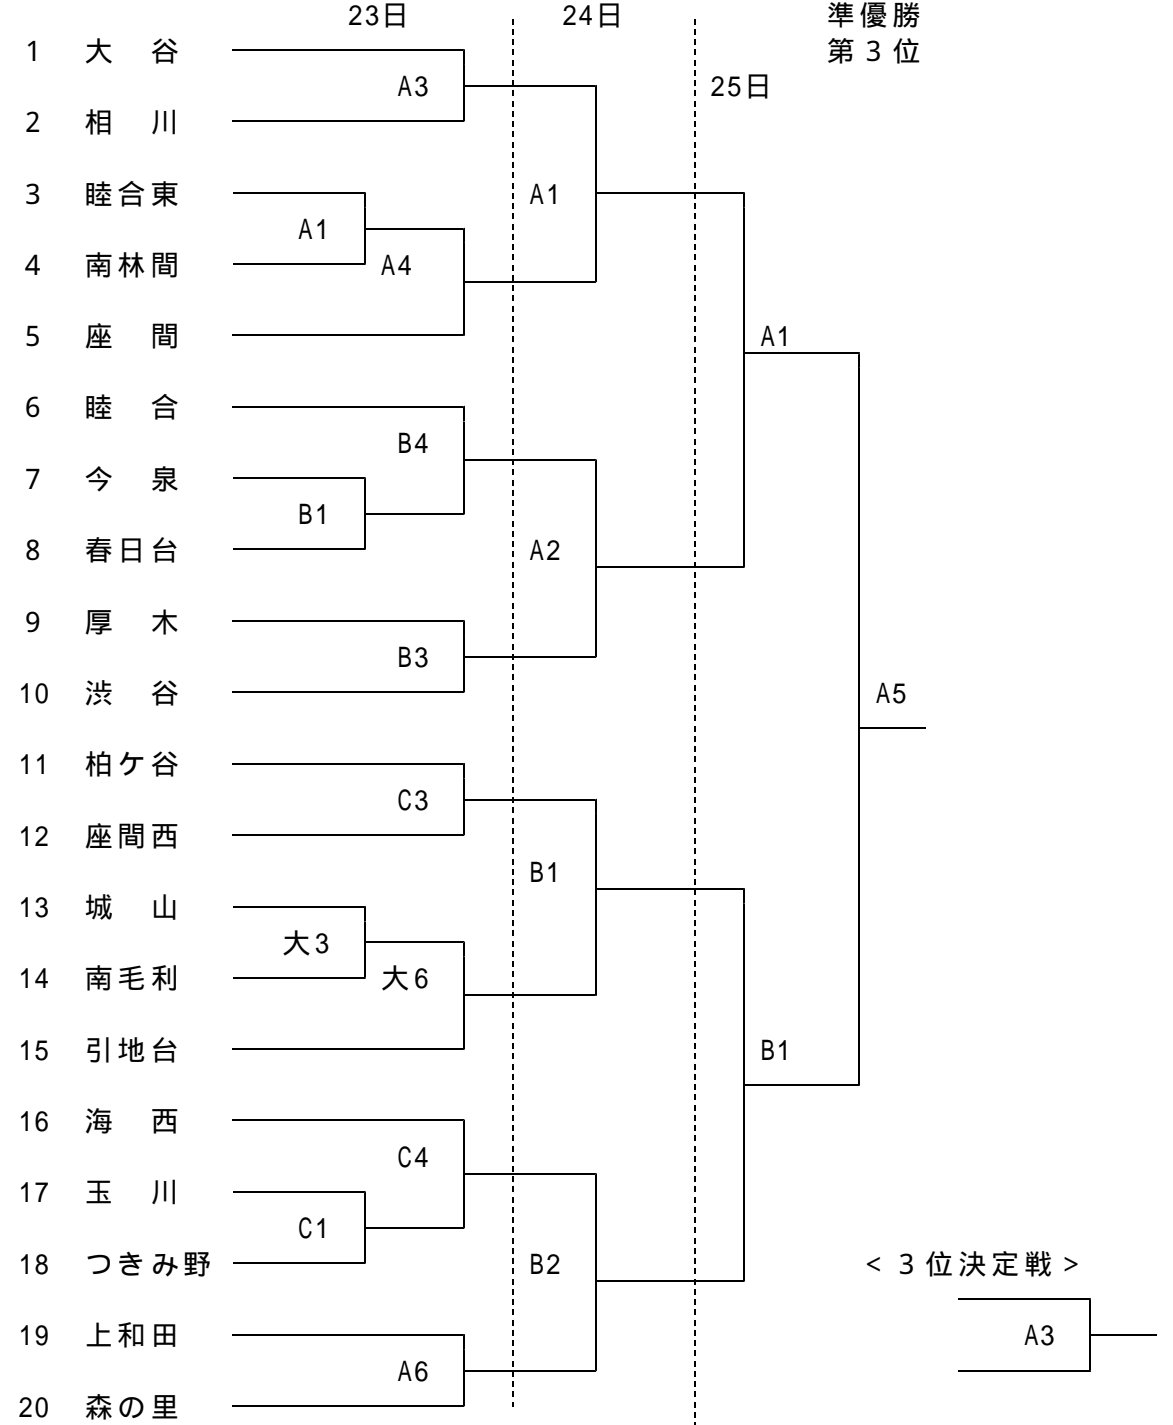 23日 24日 準優勝
1 大 谷 第3位
A3 25日
2 相 川
3 睦合東 A1
A1
4 南林間 A4
5 座 間 A1
6 睦 合
B4
7 今 泉
B1
8 春日台 A2
9 厚 木
B3
10 渋 谷 A5
11 柏ケ谷
C3
12 座間西
B1
13 城 山
大3
14 南毛利 大6
15 引地台 B1
16 海 西
C4
17 玉 川
C1
18 つきみ野 B2 <3位決定戦>
19 上和田 A3
A6
20 森の里